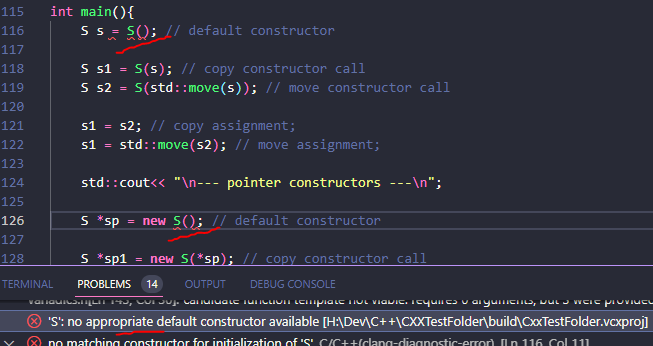 115 int main(){
116 S s = S(); // default constructor
117
118 S s1 = S(s); // copy constructor call
119 S s2 = S(std::move(s)); // move constructor call
120
121 s1 = s2; // copy assignment;
122 s1 = std::move(s2); // move assignment;
123
124 std::cout<< "\n--- pointer constructors ---\n";
125
126 S *sp = new S(); // default constructor
127
128 S *sp1 = new S(*sp); // copy constructor call
TERMINAL PROBLEMS 14 OUTPUT DEBUG CONSOLE
candidate function template not viable: requires 0 arguments, but 3 were provided
'S': no appropriate default constructor available [H:\Dev\C++\CXXTestFolder\build\CxxTestFolder.vcxproj]
no matching constructor for initialization of 'S' C/C++(clang-diagnostic-error) [Ln 116, Col 11]